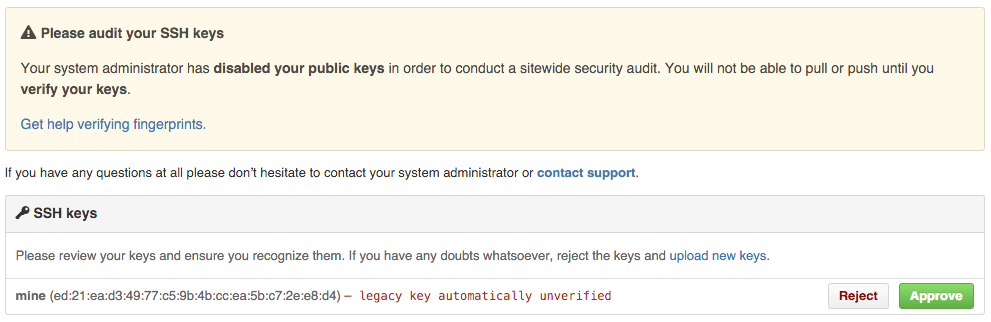 Please audit your SSH keys
Your system administrator has disabled your public keys in order to conduct a sitewide security audit. You will not be able to pull or push until you
verify your keys.
Get help verifying fingerprints.
If you have any questions at all please don't hesitate to contact your system administrator or contact support.
SSH keys
Please review your keys and ensure you recognize them. If you have any doubts whatsoever, reject the keys and upload new keys.
mine (ed:21:ea:d3:49:77:c5:9b:4b:cc:ea:5b:c7:2e:e8:d4) – legacy key automatically unverified Reject Approve